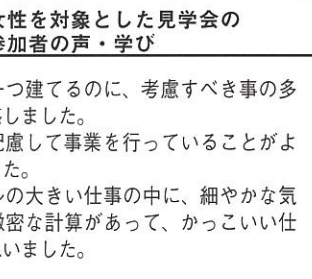 女性を対象とした見学会の
参加者の声・学び
つ建てるのに、考慮すべき事の多
しました。
配慮して事業を行っていることがよ
た。
の大きい仕事の中に、細やかな気
密な計算があって、かっこいい仕
いました。